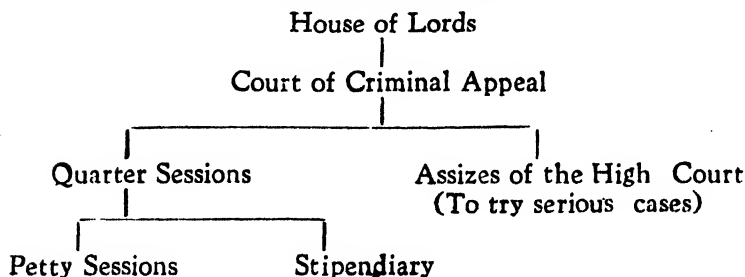 House of Lords
Court of Criminal Appeal
Quarter Sessions Assizes of the High Court
(To try serious cases)
Petty Sessions Stipendiary